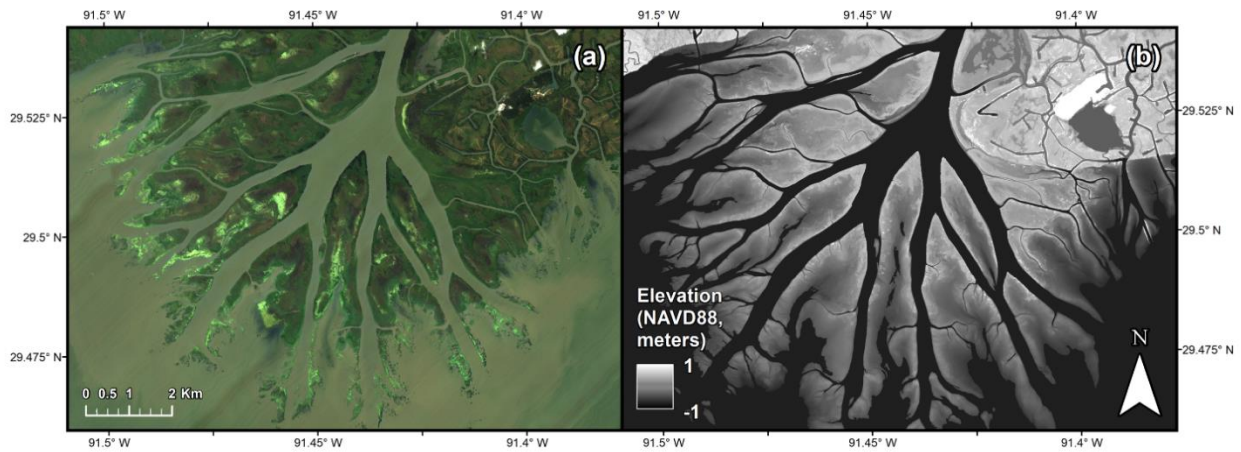 91.5° W 91.45° W 91.4° W 91.5° W 91.45° W 91.4° W
(a) (b)
29.525° N 29.525° N
29.5° N 29.5° N
Elevation
(NAVD88,
meters)
1
-1
N
29.475° N 29.475° N
0 0.5 1 2 Km
91.5° W 91.45° W 91.4° W 91.5° W 91.45° W 91.4° W